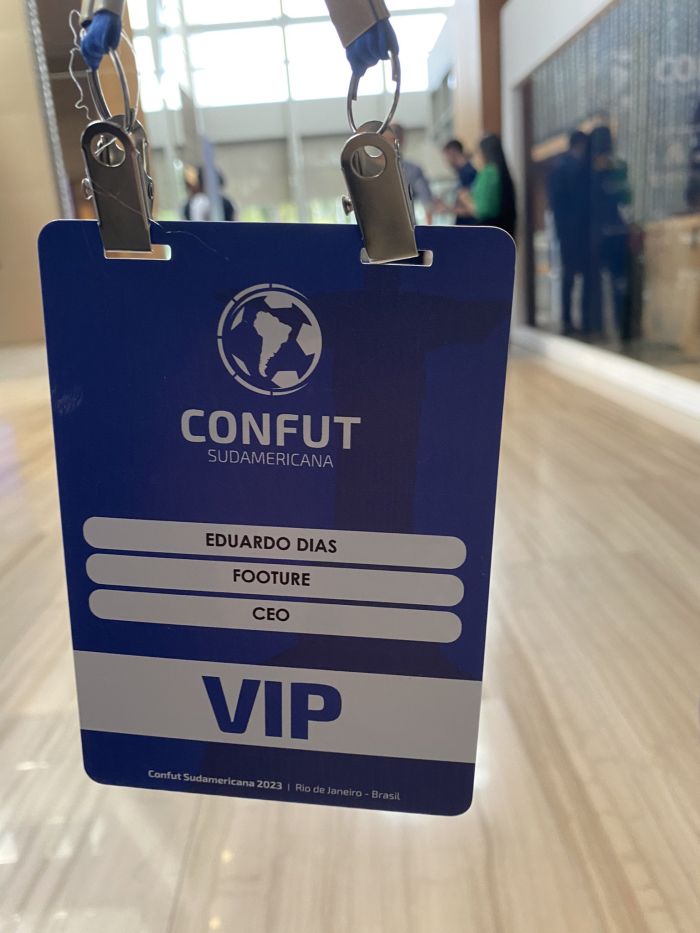 CONFUT
SUDAMERICANA
EDUARDO DIAS
FOOTURE
CEO
VIP
Confut Sudamericana 2023 | Rio de Janeiro - Brasil